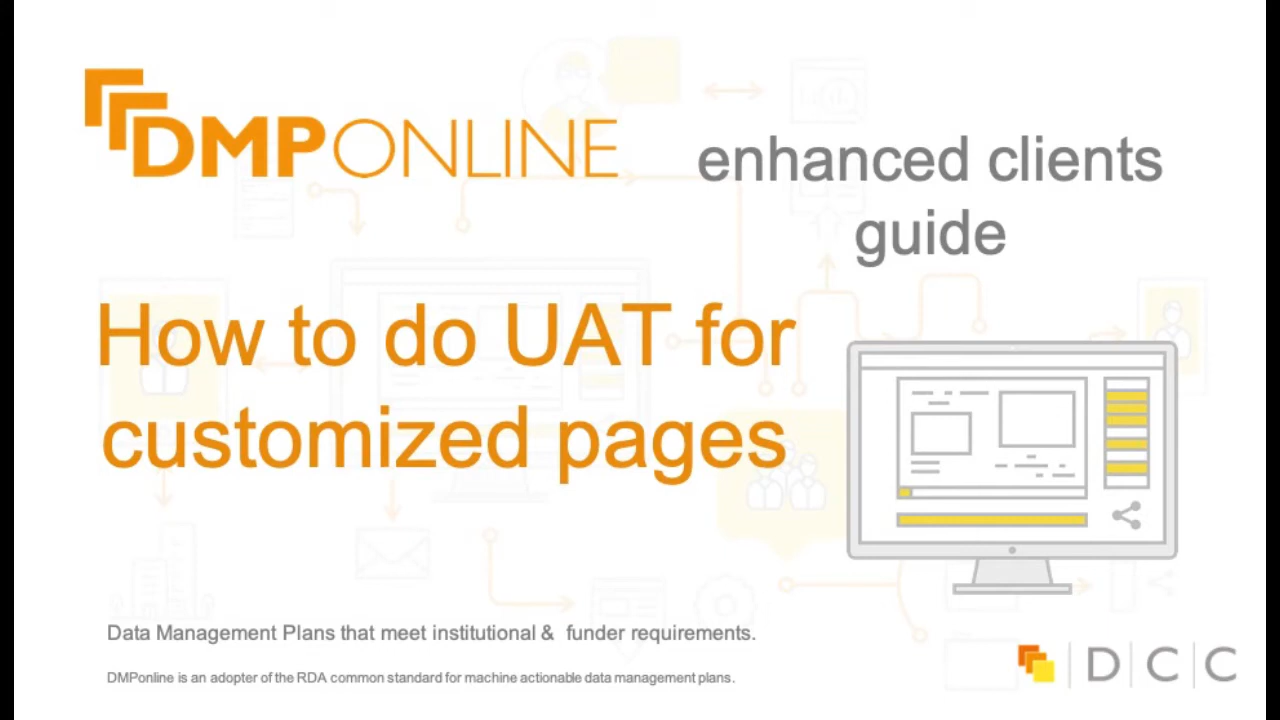 DMPONLINE
enhanced clients
guide
How to do UAT for
customized pages
Data Management Plans that meet institutional & funder requirements.
DMPonline is an adopter of the RDA common standard for machine actionable data management plans.
D|C|C